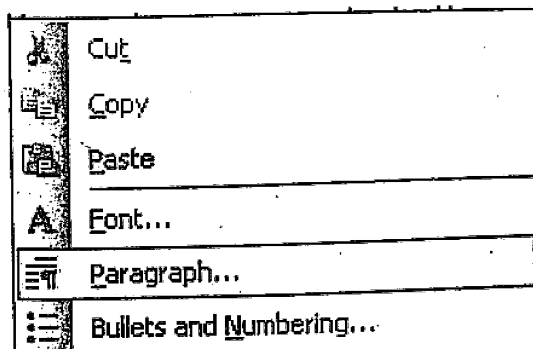 Cut
Copy
Paste
Font...
Paragraph...
Bullets and Numbering...